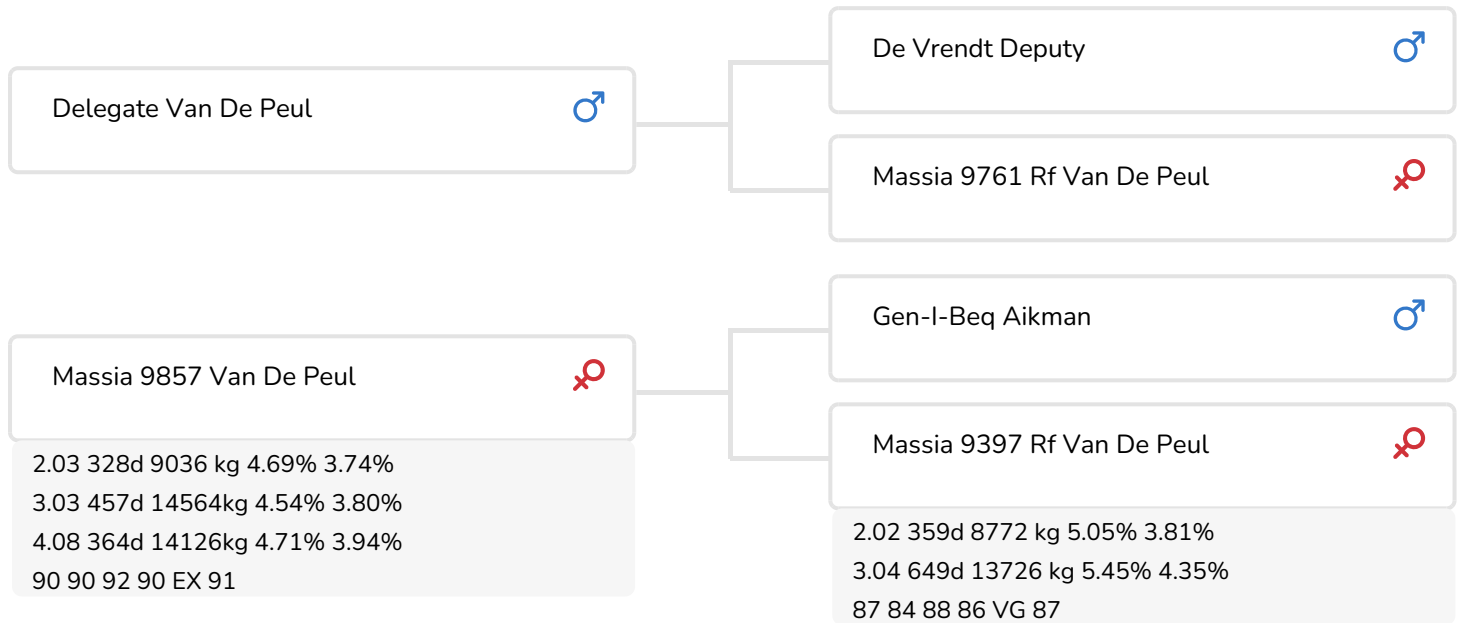 De Vrendt Deputy
Delegate Van De Peul
Massia 9761 Rf Van De Peul
Gen-I-Beq Aikman
Massia 9857 Van De Peul
2.03 328d 9036 kg 4.69% 3.74%
3.03 457d 14564kg 4.54% 3.80%
4.08 364d 14126kg 4.71% 3.94%
90 90 92 90 EX 91
Massia 9397 Rf Van De Peul
2.02 359d 8772 kg 5.05% 3.81%
3.04 649d 13726 kg 5.45% 4.35%
87 84 88 86 VG 87